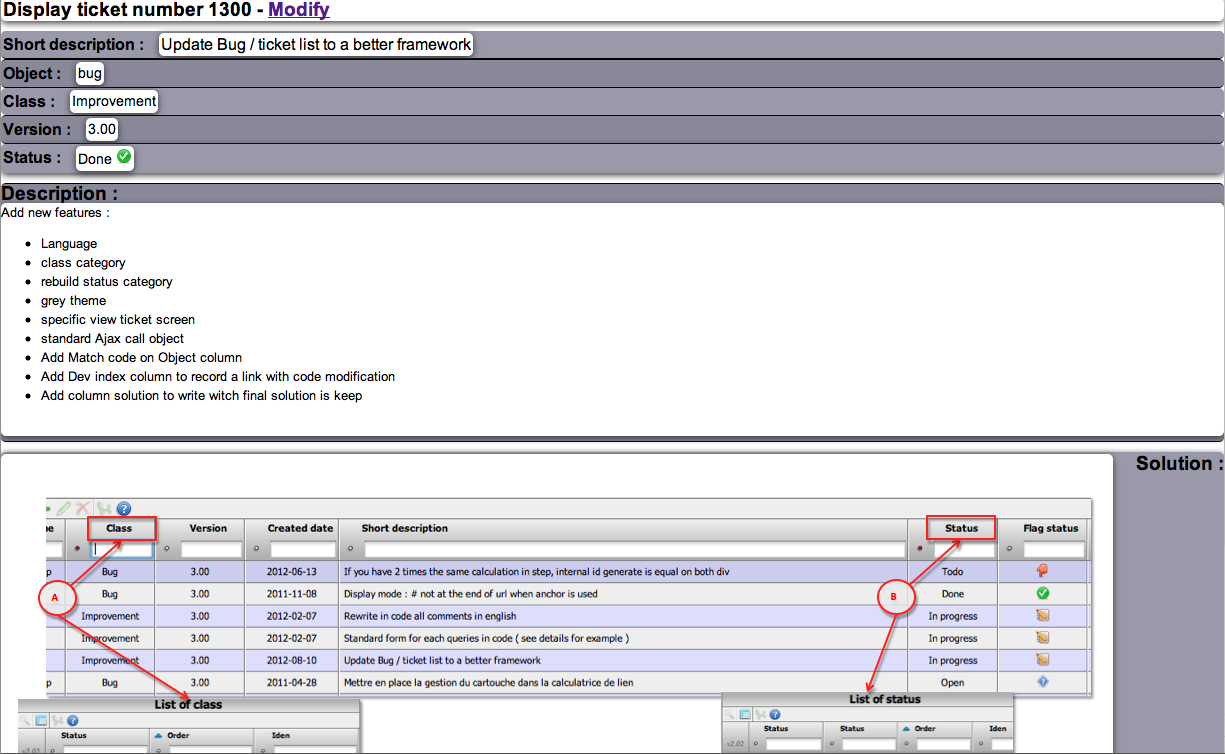 Display ticket number 1300 - Modify
Short description : Update Bug / ticket list to a better framework
Object : bug
Class : Improvement
Version : 3.00
Status : Done
Description :
Add new features :
Language
class category
rebuild status category
grey theme
specific view ticket screen
standard Ajax call object
Add Match code on Object column
Add Dev index column to record a link with code modification
Add column solution to write witch final solution is keep
Solution :
Class Version Created date Short description Status Flag status
Bug 3.00 2012-06-13 If you have 2 times the same calculation in step, internal id generate is equal on both div Todo
A
B
Bug 3.00 2011-11-08 Display mode : # not at the end of url when anchor is used Done
Improvement 3.00 2012-02-07 Rewrite in code all comments in english In progress
Improvement 3.00 2012-02-07 Standard form for each queries in code ( see details for example ) In progress
Improvement 3.00 2012-08-10 Update Bug / ticket list to a better framework In progress
p Bug 3.00 2011-04-28 Mettre en place la gestion du cartouche dans la calculatrice de lien Open
List of class
Status Order Iden
v2.02
List of status
Status Status Order Iden
v2.02